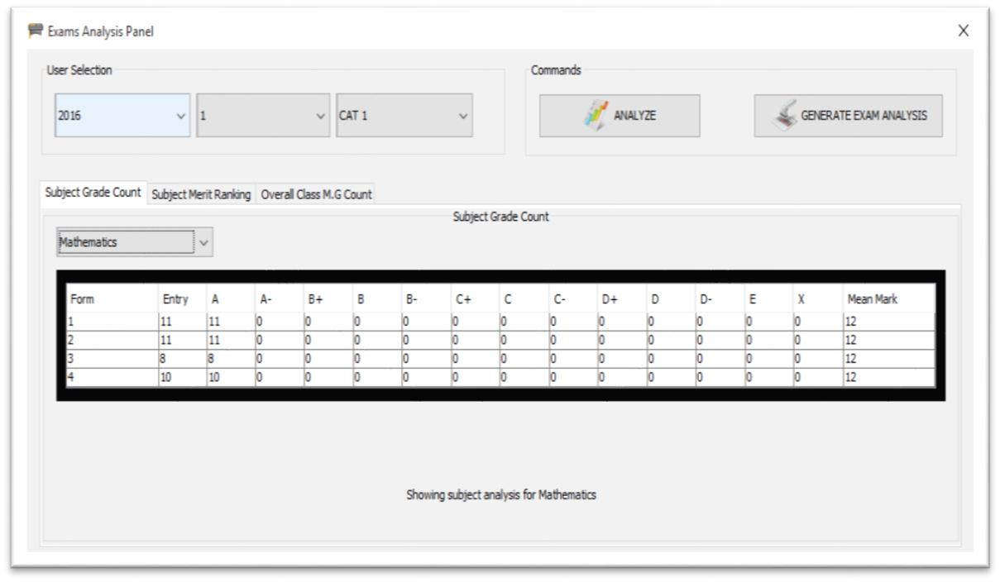 Exams Analysis Panel X
User Selection Commands
2016 1 CAT 1 ANALYZE GENERATE EXAM ANALYSIS
Subject Grade Count Subject Merit Ranking Overall Class M.G Count
Subject Grade Count
Mathematics
Form Entry A A- B+ B B- C+ C C- D+ D D- E X Mean Mark
1 11 11 0 0 0 0 0 0 0 0 0 0 0 0 12
2 11 11 0 0 0 0 0 0 0 0 0 0 0 0 12
3 8 8 0 0 0 0 0 0 0 0 0 0 0 0 12
4 10 10 0 0 0 0 0 0 0 0 0 0 0 0 12
Showing subject analysis for Mathematics